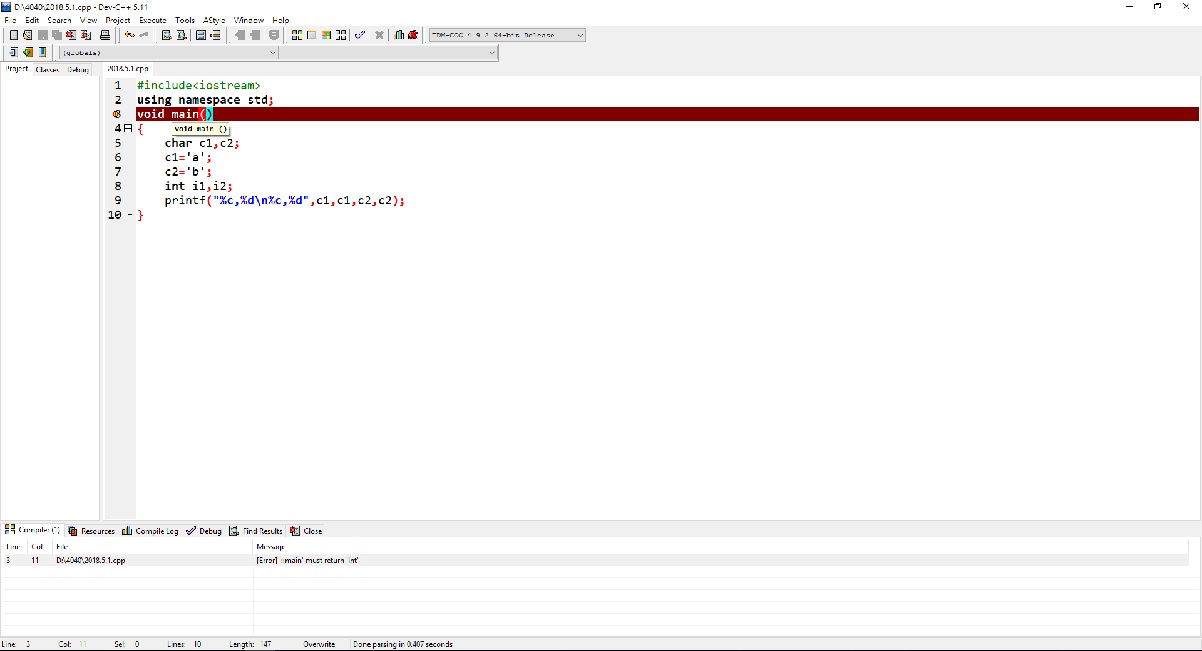 D:\4040\2018.5.1.cpp - Dev-C++ 5.11
File Edit Search View Project Execute Tools AStyle Window Help
TDM-GCC 4.9.2 64-bit Release
(globals)
Project Classes Debug
2018.5.1.cpp
1 #include<iostream>
2 using namespace std;
void main()
4 {
void main ()
5 char c1,c2;
6 c1='a';
7 c2='b';
8 int i1,i2;
9 printf("%c,%d\n%c,%d",c1,c1,c2,c2);
10 }
Compiler Resources Compile Log Debug Find Results Close
Line Col File Message
3 11 D:\4040\2018.5.1.cpp [Error] '::main' must return 'int'
Line: 3 Col: 11 Sel: 0 Lines: 10 Length: 147 Overwrite Done parsing in 0.407 seconds